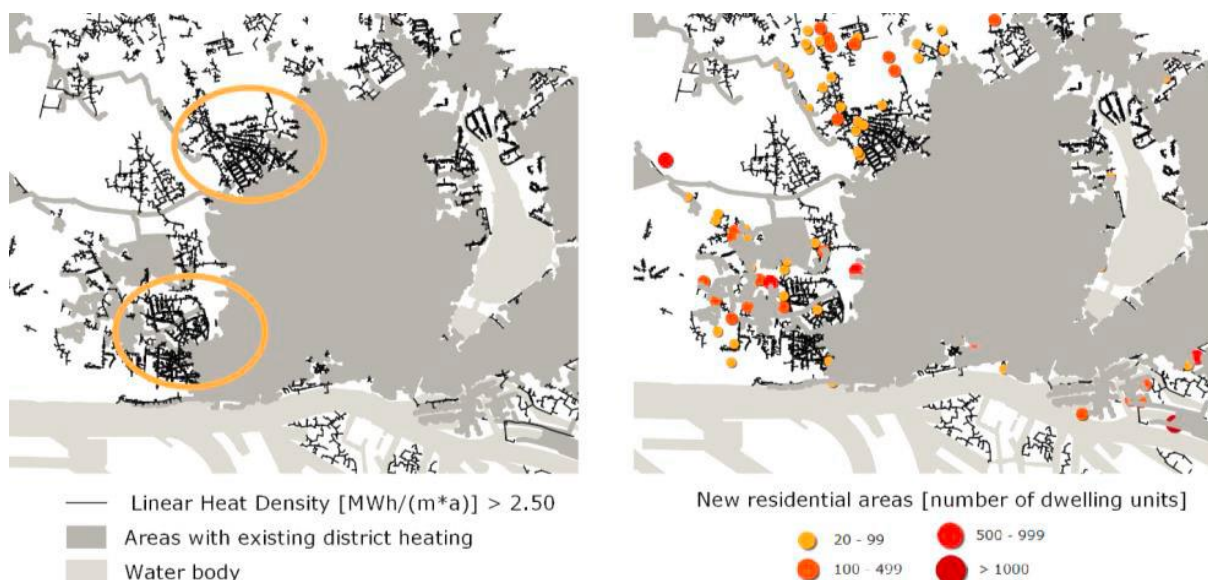 Linear Heat Density [MWh/(m*a)] > 2.50
Areas with existing district heating
Water body
New residential areas [number of dwelling units]
20 - 99
100 - 499
500 - 999
> 1000